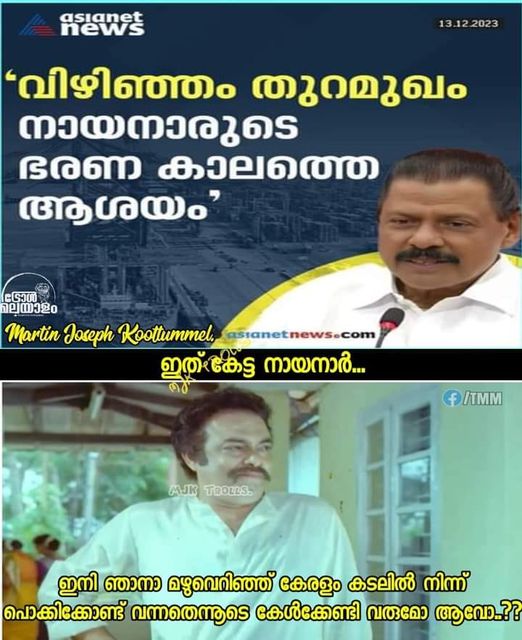 asianet
news
13.12.2023
‘വിഴിഞ്ഞം തുറമുഖം
നായനാരുടെ
ഭരണ കാലത്തെ
ആശയം’
ട്രോൾ
മലയാളം
Martin Joseph Koottummel
asianetnews.com
ഇത് കേട്ട നായനാർ...
f/TMM
MJK TROLLS.
ഇനി ഞാനാ മഴുവെറിഞ്ഞ് കേരളം കടലിൽ നിന്ന്
പൊക്കിക്കോണ്ട് വന്നതെന്നൂടെ കേൾക്കേണ്ടി വരുമോ ആവോ..??